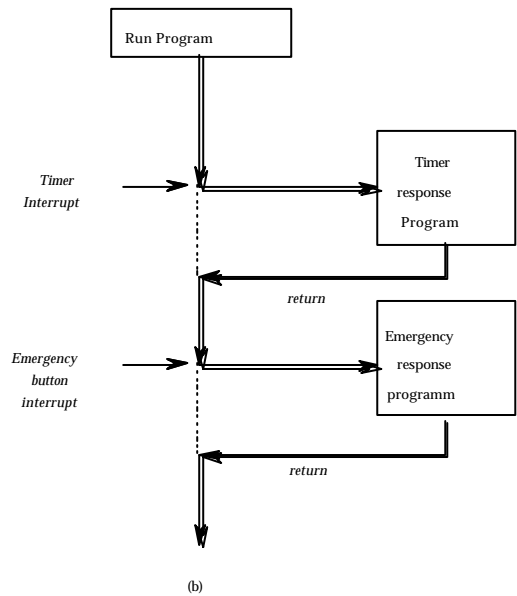 Run Program
Timer
Interrupt
Timer
response
Program
return
Emergency
button
interrupt
Emergency
response
programm
return
(b)